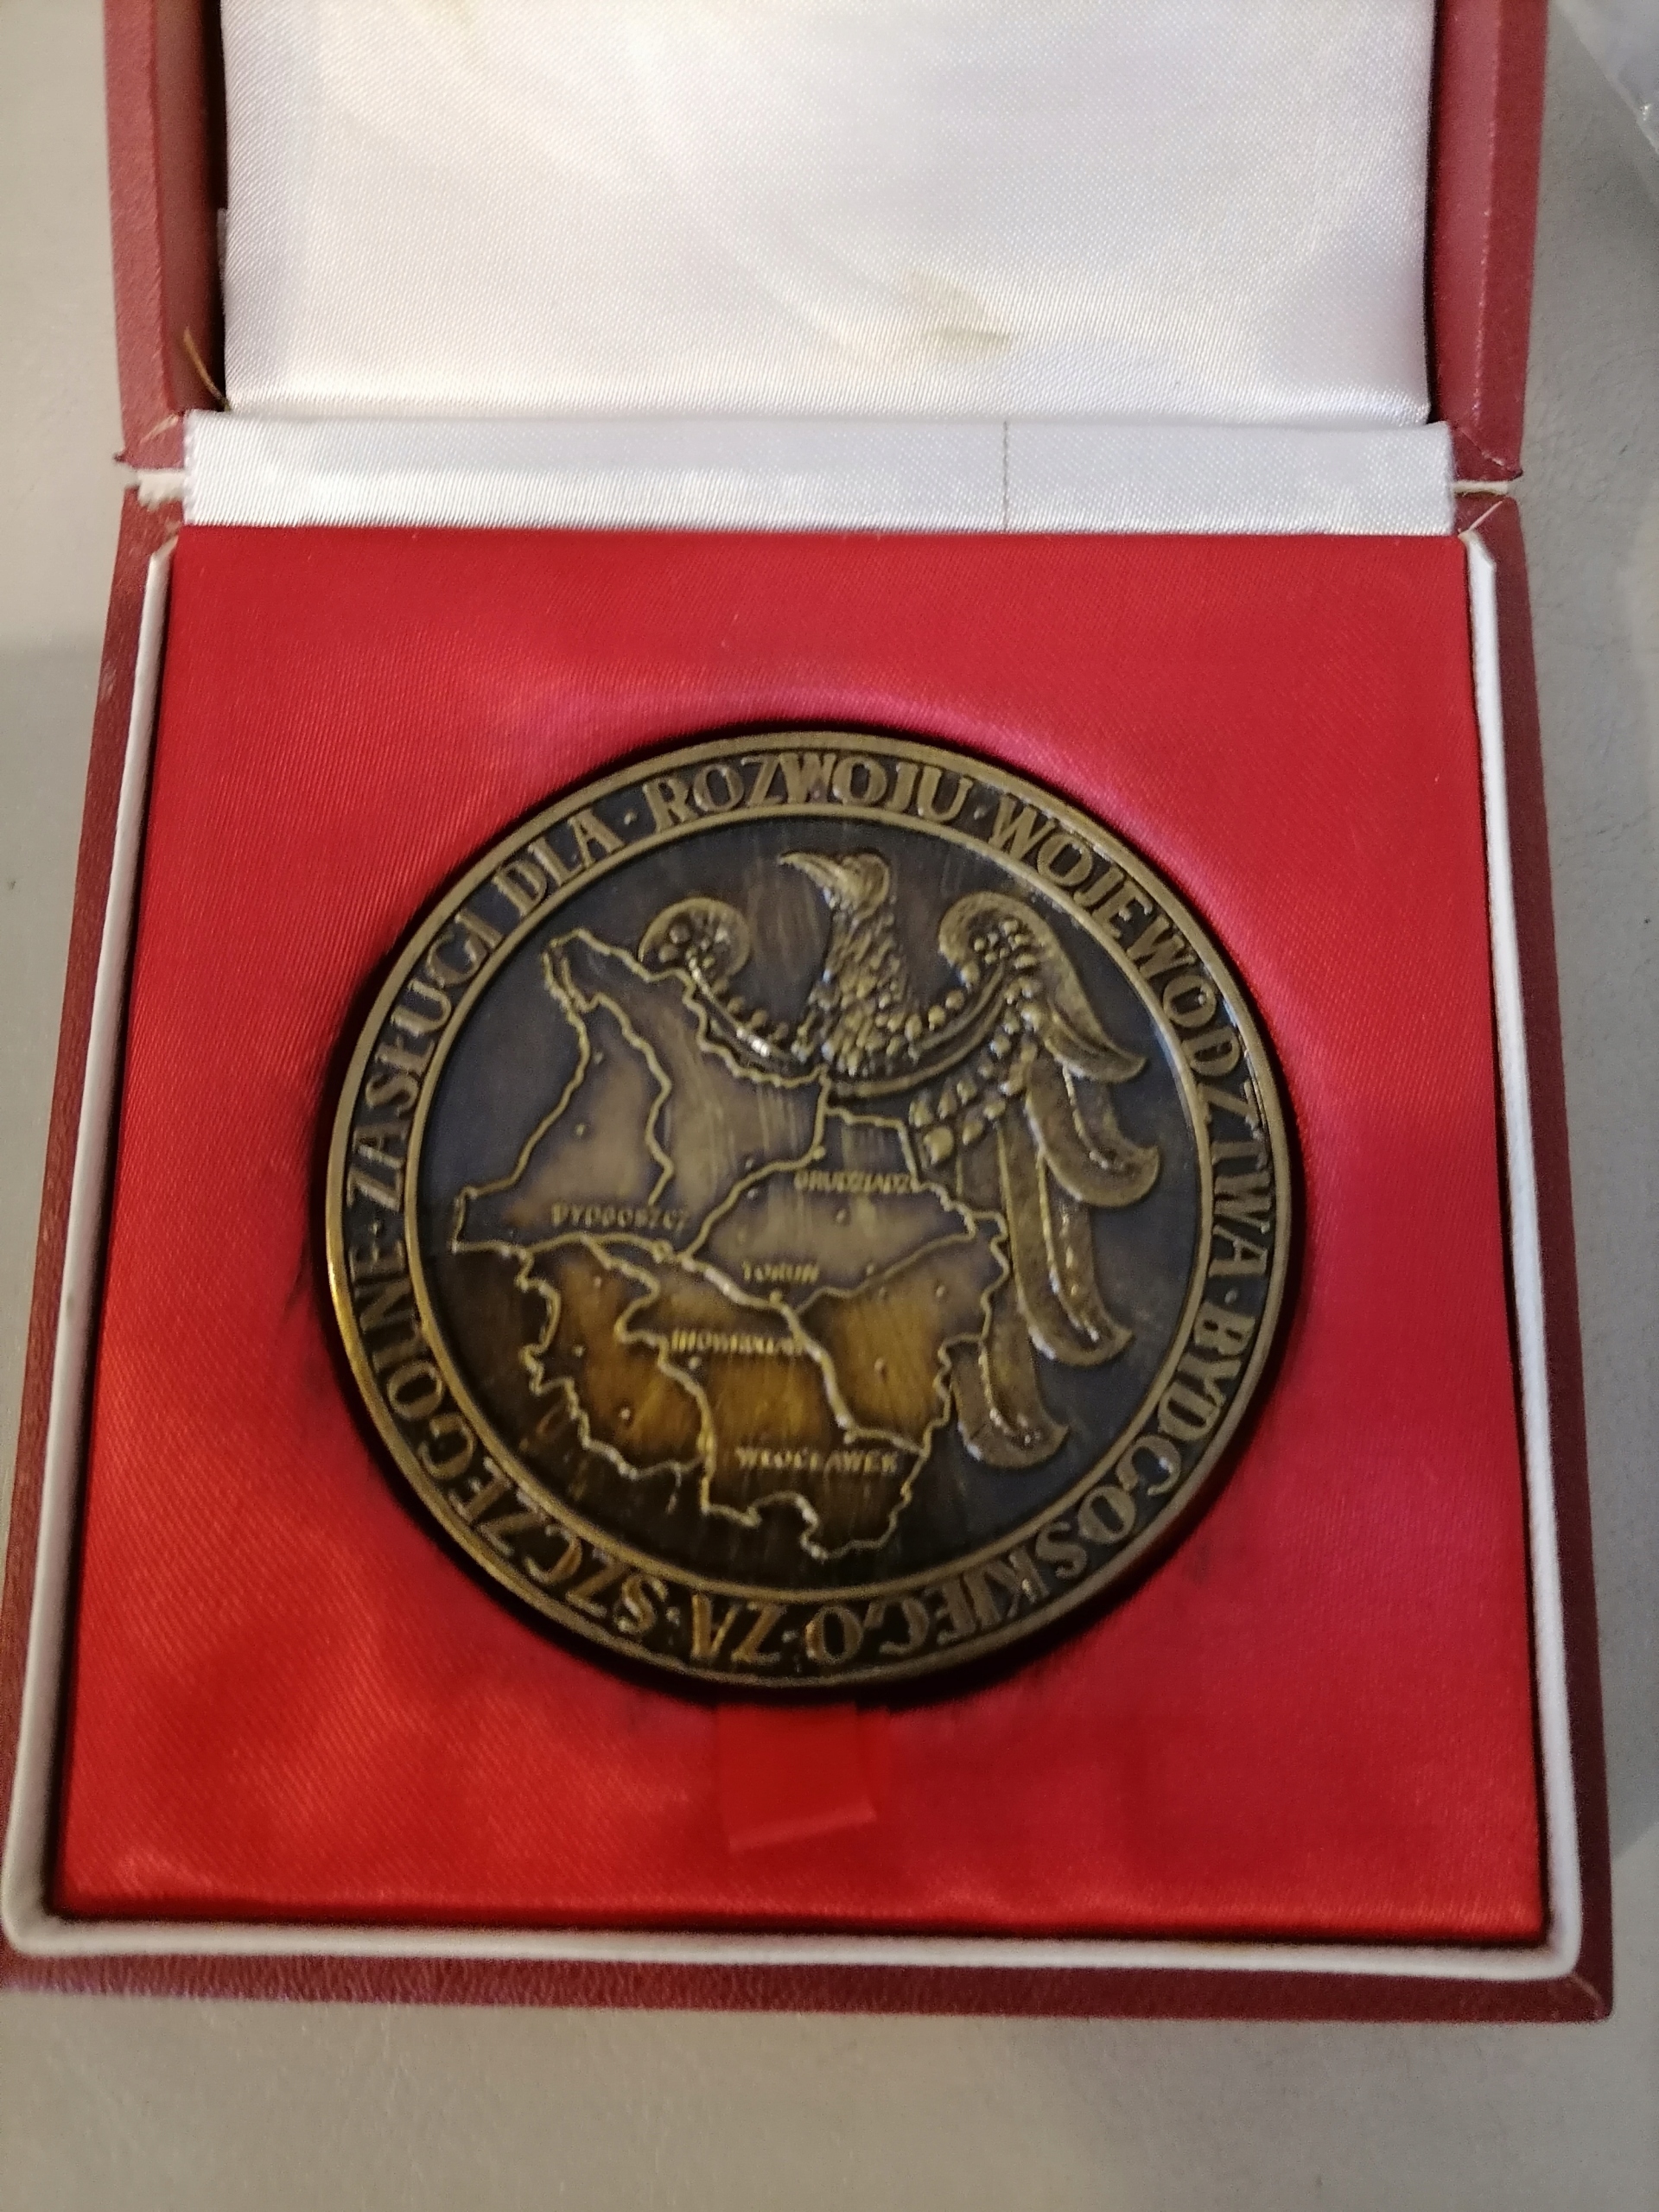 ZA·SZCZEGÓLNE·ZASŁUGI DLA·ROZWOJU·WOJEWÓDZTWA·BYDGOSKIEGO·
GRUDZIĄDZ
BYDGOSZCZ
TORUŃ
INOWROCŁAW
WŁOCŁAWEK